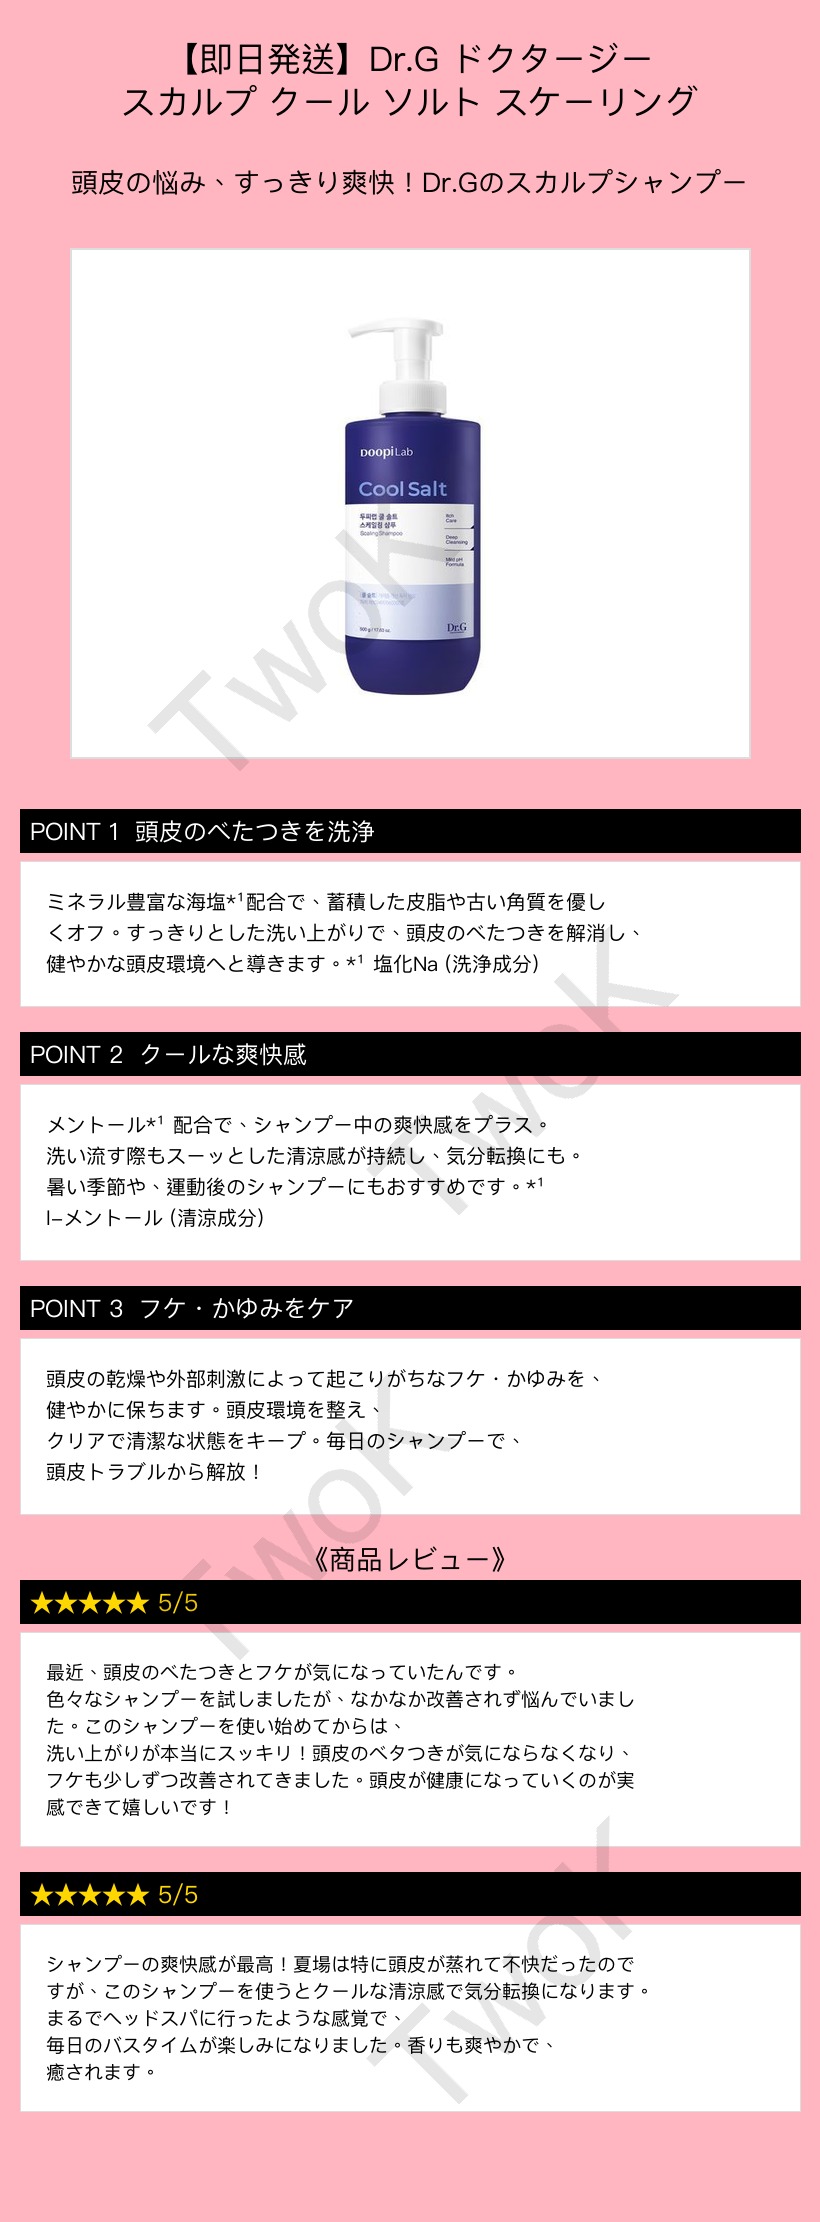 【即日発送】Dr.G ドクタージー
スカルプ クール ソルト スケーリング
頭皮の悩み、すっきり爽快！Dr.Gのスカルプシャンプー
DoopiLab
Cool Salt
두피랩 쿨 솔트
스케일링 샴푸
Scaling Shampoo
Itch
Care
Deep
Cleansing
Mild pH
Formula
500 g / 17.63 oz.
Dr.G
TwoK
POINT 1 頭皮のべたつきを洗浄
ミネラル豊富な海塩*¹配合で、蓄積した皮脂や古い角質を優し
くオフ。すっきりとした洗い上がりで、頭皮のべたつきを解消し、
健やかな頭皮環境へと導きます。*¹ 塩化Na (洗浄成分)
POINT 2 クールな爽快感
メントール*¹ 配合で、シャンプー中の爽快感をプラス。
洗い流す際もスーッとした清涼感が持続し、気分転換にも。
暑い季節や、運動後のシャンプーにもおすすめです。*¹
l-メントール (清涼成分)
TwoK
POINT 3 フケ・かゆみをケア
頭皮の乾燥や外部刺激によって起こりがちなフケ・かゆみを、
健やかに保ちます。頭皮環境を整え、
クリアで清潔な状態をキープ。毎日のシャンプーで、
頭皮トラブルから解放！
TwoK
《商品レビュー》
★★★★★ 5/5
最近、頭皮のべたつきとフケが気になっていたんです。
色々なシャンプーを試しましたが、なかなか改善されず悩んでいまし
た。このシャンプーを使い始めてからは、
洗い上がりが本当にスッキリ！頭皮のベタつきが気にならなくなり、
フケも少しずつ改善されてきました。頭皮が健康になっていくのが実
感できて嬉しいです！
★★★★★ 5/5
シャンプーの爽快感が最高！夏場は特に頭皮が蒸れて不快だったので
すが、このシャンプーを使うとクールな清涼感で気分転換になります。
まるでヘッドスパに行ったような感覚で、
毎日のバスタイムが楽しみになりました。香りも爽やかで、
癒されます。
TwoK